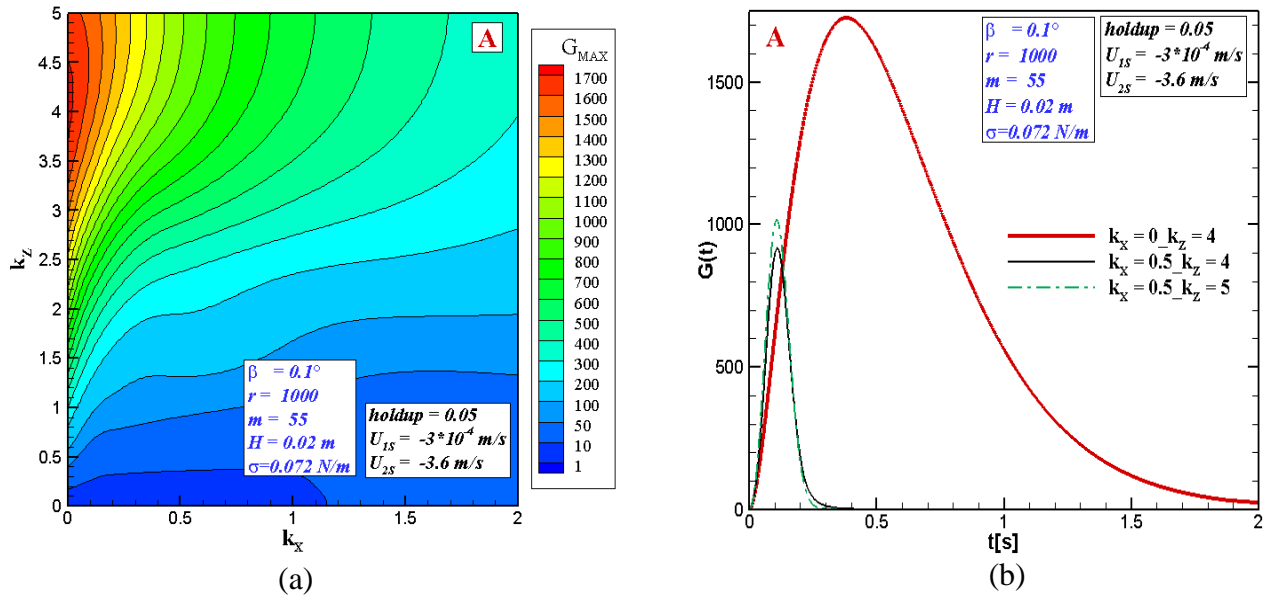 A
G_MAX
1700
1600
1400
1300
1200
1100
1000
900
800
700
600
500
400
300
200
100
50
10
1
5
4.5
4
3.5
3
2.5
2
1.5
1
0.5
0
k_z
0
0.5
1
1.5
2
k_x
β = 0.1°
r = 1000
m = 55
H = 0.02 m
σ=0.072 N/m
holdup = 0.05
U_1S = -3*10^-4 m/s
U_2S = -3.6 m/s
(a)
A
β = 0.1°
r = 1000
m = 55
H = 0.02 m
σ=0.072 N/m
holdup = 0.05
U_1S = -3*10^-4 m/s
U_2S = -3.6 m/s
k_x = 0_k_z = 4
k_x = 0.5_k_z = 4
k_x = 0.5_k_z = 5
1500
1000
500
0
G(t)
0
0.5
1
1.5
2
t[s]
(b)